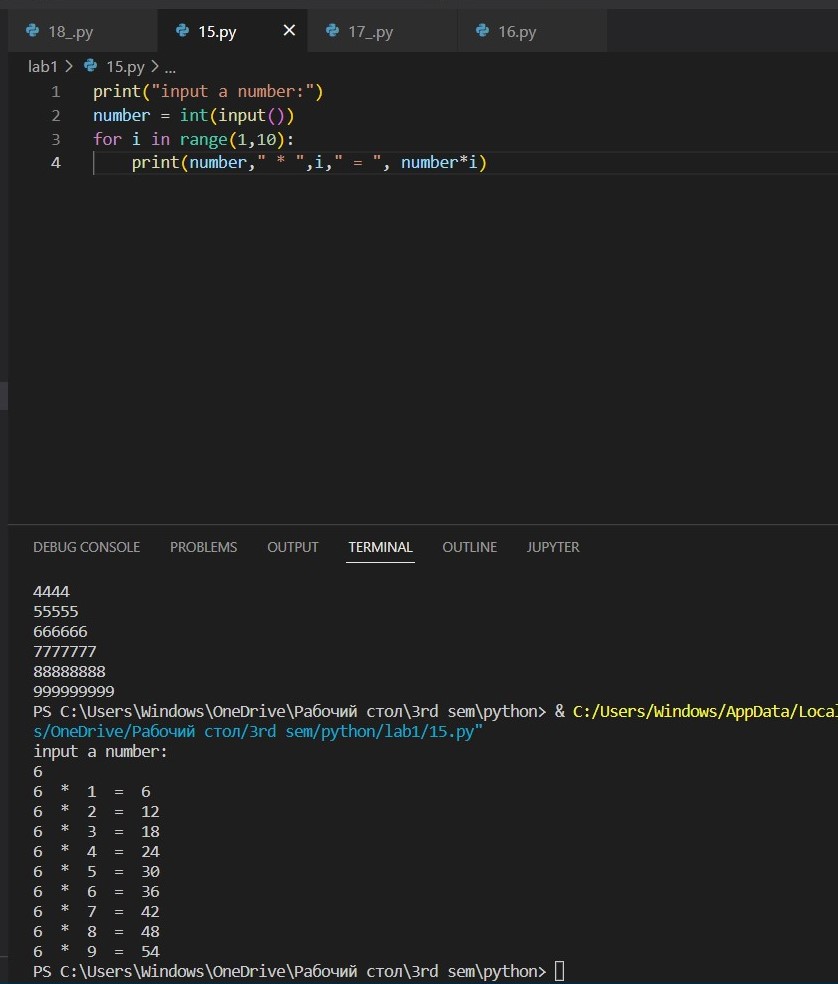 18_.py 15.py 17_.py 16.py
lab1 > 15.py > ...
1 print("input a number:")
2 number = int(input())
3 for i in range(1,10):
4 print(number," * ",i," = ", number*i)
DEBUG CONSOLE PROBLEMS OUTPUT TERMINAL OUTLINE JUPYTER
4444
55555
666666
7777777
88888888
999999999
PS C:\Users\Windows\OneDrive\Рабочий стол\3rd sem\python> & C:/Users/Windows/AppData/Local
s/OneDrive/Рабочий стол/3rd sem/python/lab1/15.py"
input a number:
6
6  *  1  =  6
6  *  2  =  12
6  *  3  =  18
6  *  4  =  24
6  *  5  =  30
6  *  6  =  36
6  *  7  =  42
6  *  8  =  48
6  *  9  =  54
PS C:\Users\Windows\OneDrive\Рабочий стол\3rd sem\python>